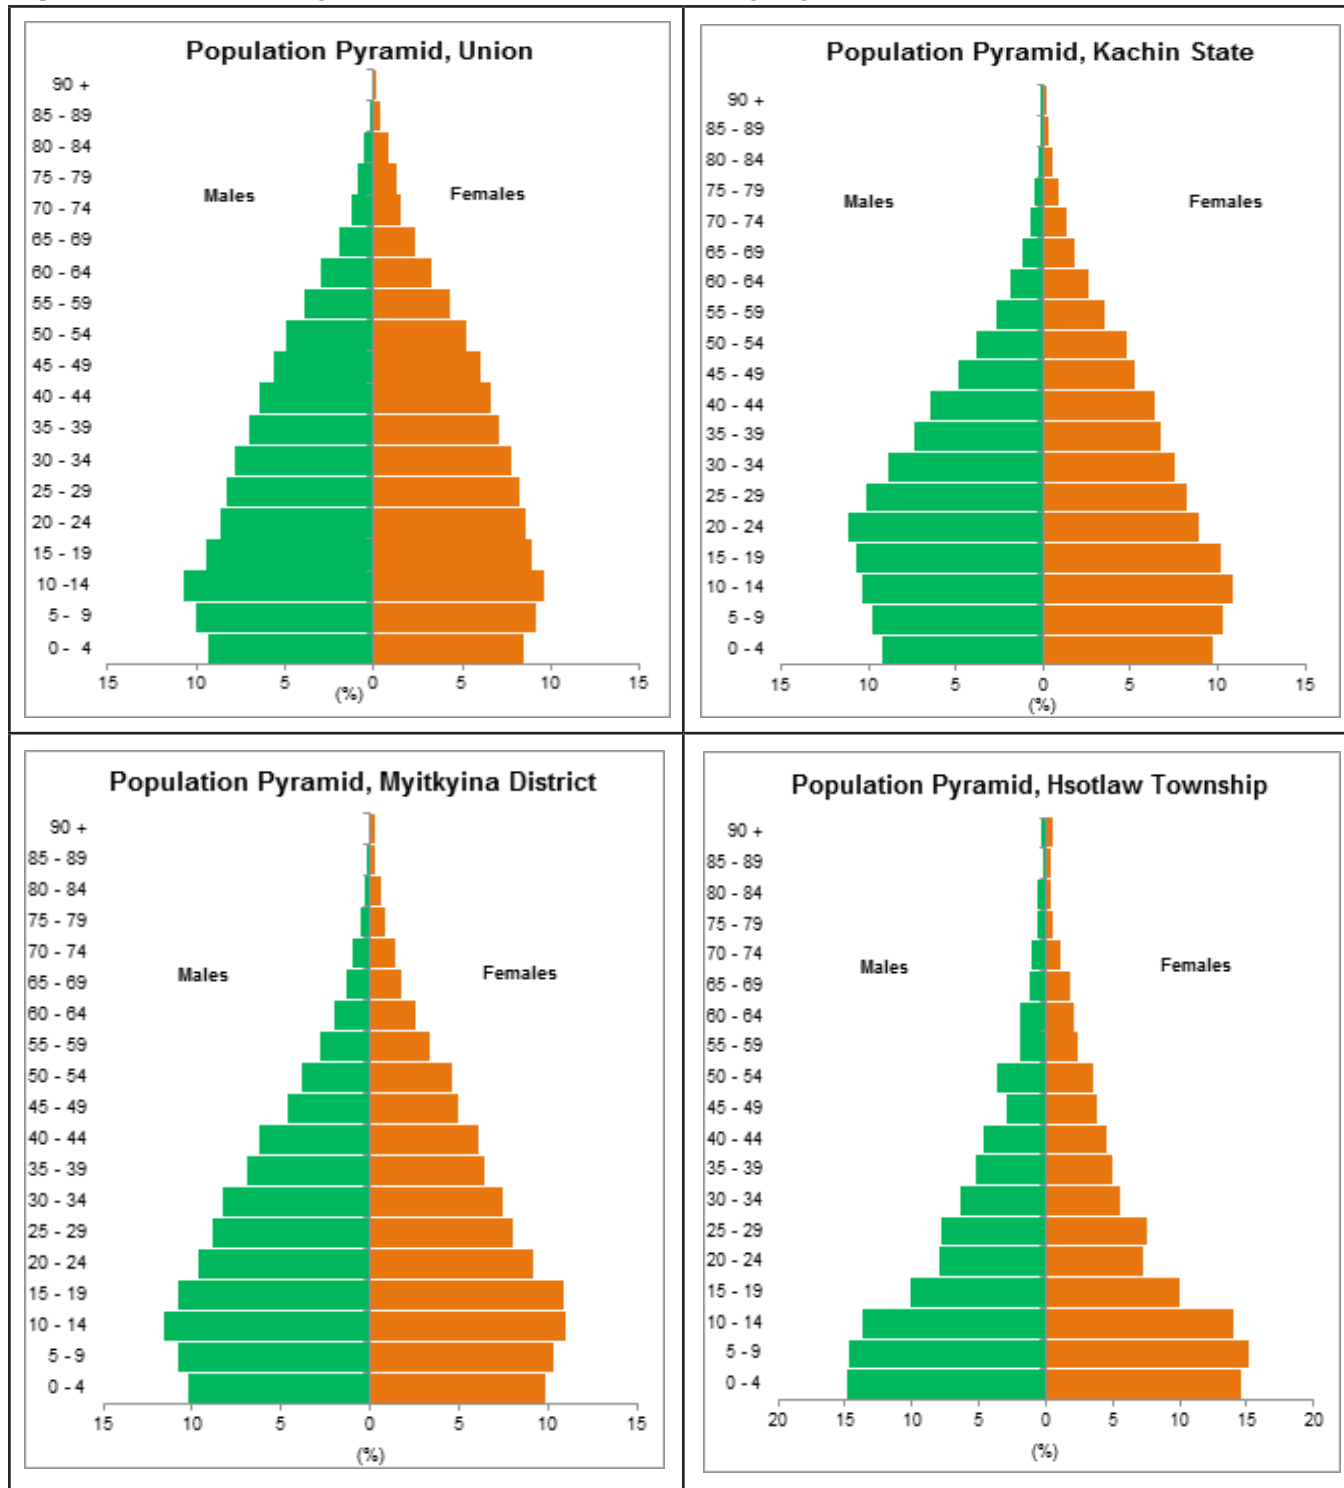 Population Pyramid, Union
90 +
85 - 89
80 - 84
75 - 79
70 - 74
65 - 69
60 - 64
55 - 59
50 - 54
45 - 49
40 - 44
35 - 39
30 - 34
25 - 29
20 - 24
15 - 19
10 -14
5 - 9
0 - 4
Males
Females
15 10 5 0 5 10 15
(%)
Population Pyramid, Kachin State
90 +
85 - 89
80 - 84
75 - 79
70 - 74
65 - 69
60 - 64
55 - 59
50 - 54
45 - 49
40 - 44
35 - 39
30 - 34
25 - 29
20 - 24
15 - 19
10 - 14
5 - 9
0 - 4
Males
Females
15 10 5 0 5 10 15
(%)
Population Pyramid, Myitkyina District
90 +
85 - 89
80 - 84
75 - 79
70 - 74
65 - 69
60 - 64
55 - 59
50 - 54
45 - 49
40 - 44
35 - 39
30 - 34
25 - 29
20 - 24
15 - 19
10 - 14
5 - 9
0 - 4
Males
Females
15 10 5 0 5 10 15
(%)
Population Pyramid, Hsotlaw Township
90 +
85 - 89
80 - 84
75 - 79
70 - 74
65 - 69
60 - 64
55 - 59
50 - 54
45 - 49
40 - 44
35 - 39
30 - 34
25 - 29
20 - 24
15 - 19
10 - 14
5 - 9
0 - 4
Males
Females
20 15 10 5 0 5 10 15 20
(%)